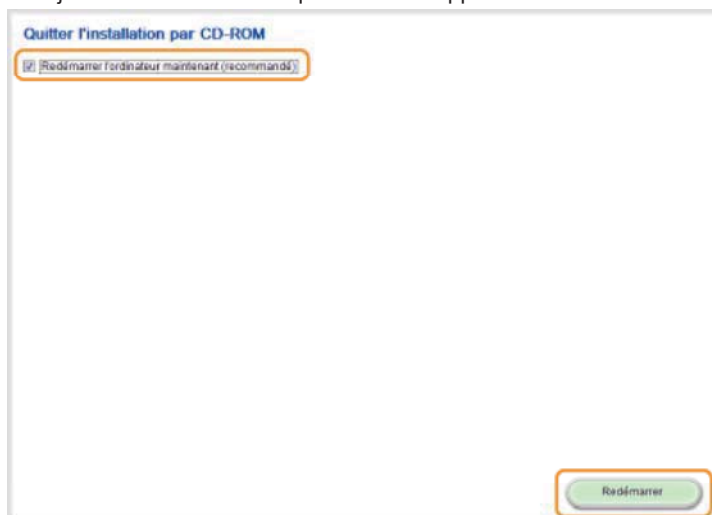 Quitter l'installation par CD-ROM
Redémarrer l'ordinateur maintenant (recommandé)
Redémarrer